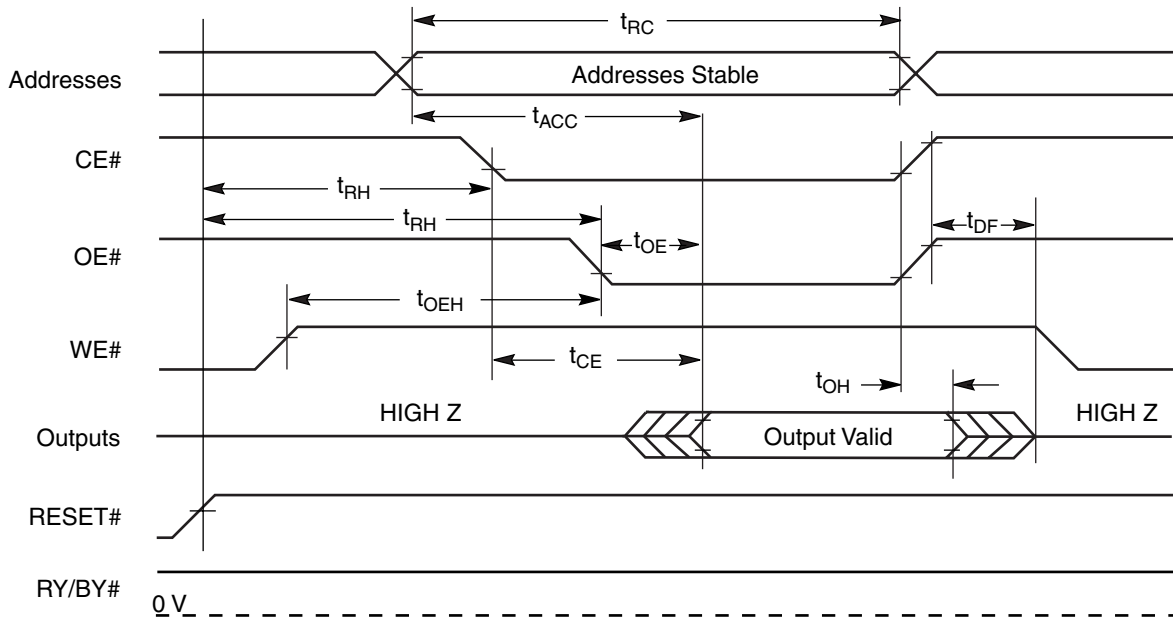 tRC
Addresses
Addresses Stable
tACC
CE#
tRH
tRH
tOE
tDF
OE#
tOEH
WE#
tCE
tOH
HIGH Z
HIGH Z
Outputs
Output Valid
RESET#
RY/BY#
0 V